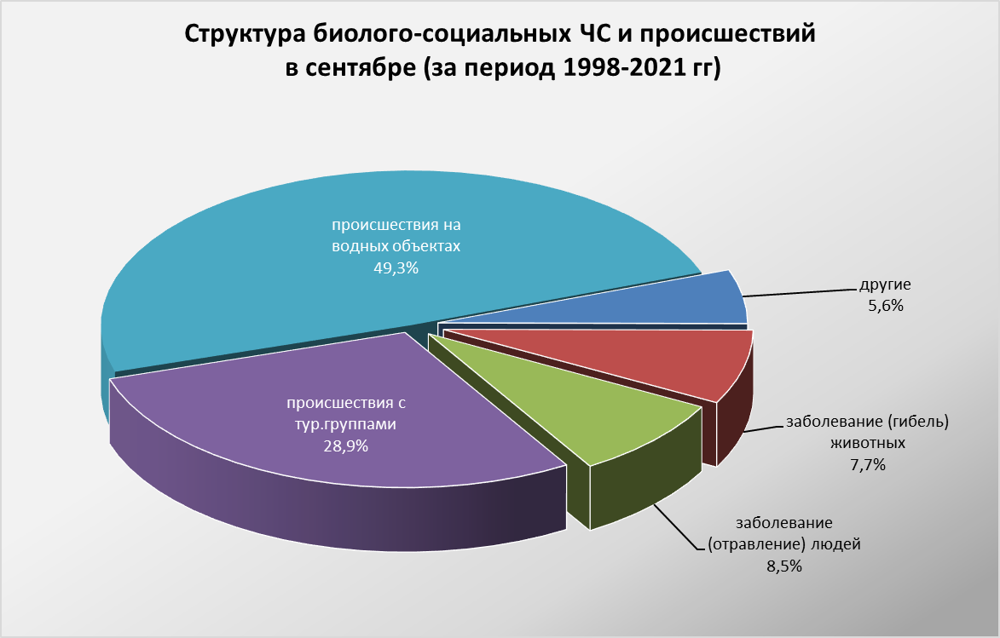 Структура биолого-социальных ЧС и происшествий
в сентябре (за период 1998-2021 гг)
происшествия на
водных объектах
49,3%
другие
5,6%
заболевание (гибель)
животных
7,7%
заболевание
(отравление) людей
8,5%
происшествия с
тур.группами
28,9%